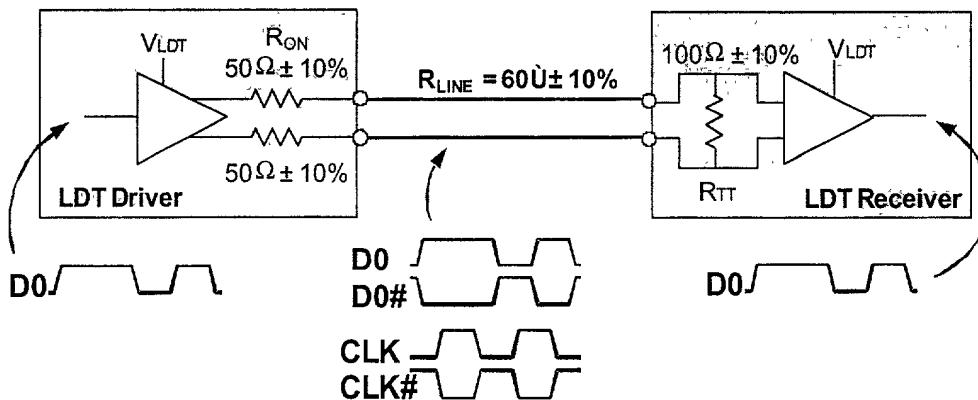 VLDT
RON
50Ω ± 10%
50Ω ± 10%
LDT Driver
RLINE = 60Ù± 10%
100Ω ± 10%
VLDT
RTT
LDT Receiver
D0
D0
D0#
CLK
CLK#
D0